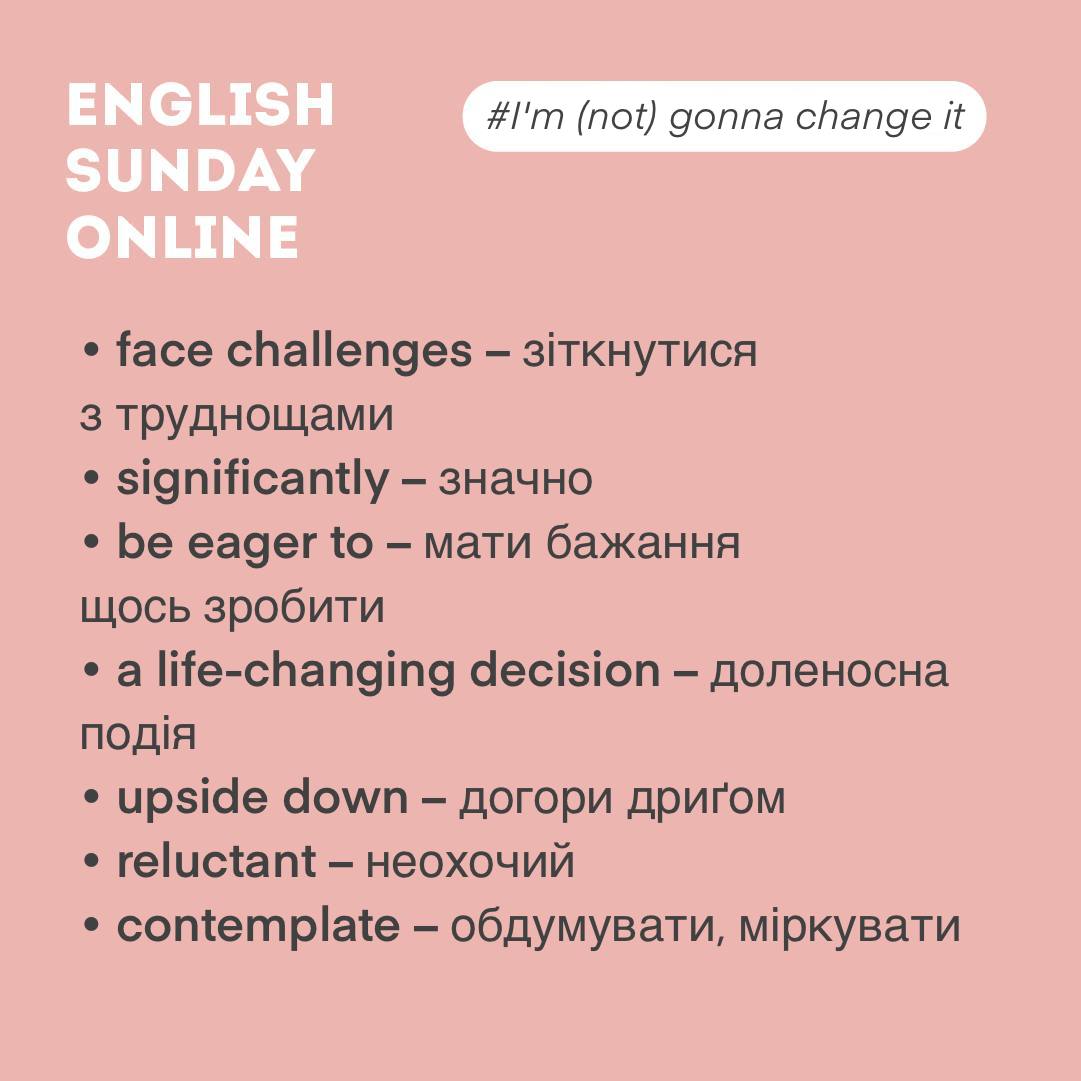 ENGLISH
SUNDAY
ONLINE
#I'm (not) gonna change it
• face challenges – зіткнутися
з труднощами
• significantly – значно
• be eager to – мати бажання
щось зробити
• a life-changing decision – доленосна
подія
• upside down – догори дриґом
• reluctant – неохочий
• contemplate – обдумувати, міркувати